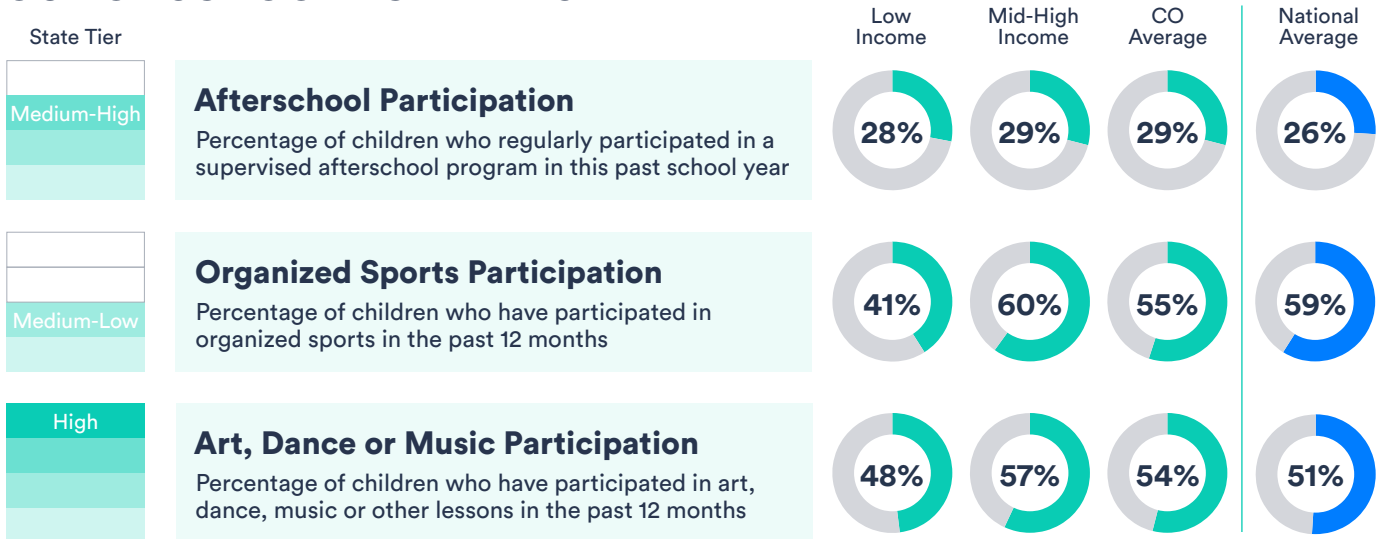 State Tier
Low
Income
Mid-High
Income
CO
Average
National
Average
Medium-High
Afterschool Participation
Percentage of children who regularly participated in a
supervised afterschool program in this past school year
28%
29%
29%
26%
Medium-Low
Organized Sports Participation
Percentage of children who have participated in
organized sports in the past 12 months
41%
60%
55%
59%
High
Art, Dance or Music Participation
Percentage of children who have participated in art,
dance, music or other lessons in the past 12 months
48%
57%
54%
51%